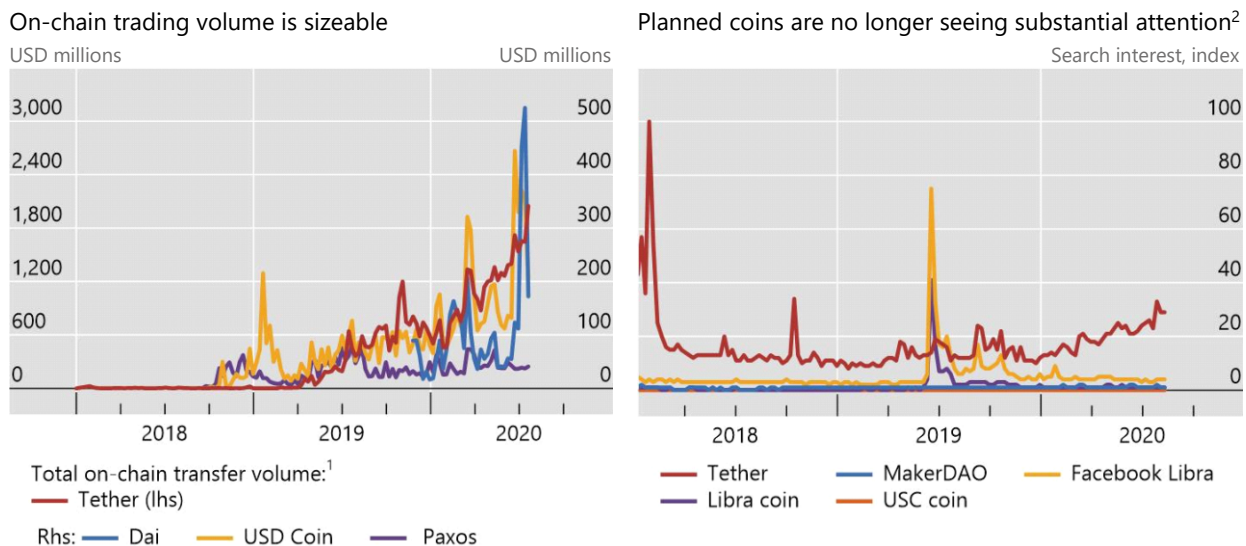 On-chain trading volume is sizeable
USD millions USD millions
3,000 500
2,400 400
1,800 300
1,200 200
600 100
0 0
2018 2019 2020
Total on-chain transfer volume:1
Tether (lhs)
Rhs: Dai USD Coin Paxos
Planned coins are no longer seeing substantial attention2
Search interest, index
100
80
60
40
20
0
2018 2019 2020
Tether MakerDAO Facebook Libra
Libra coin USC coin